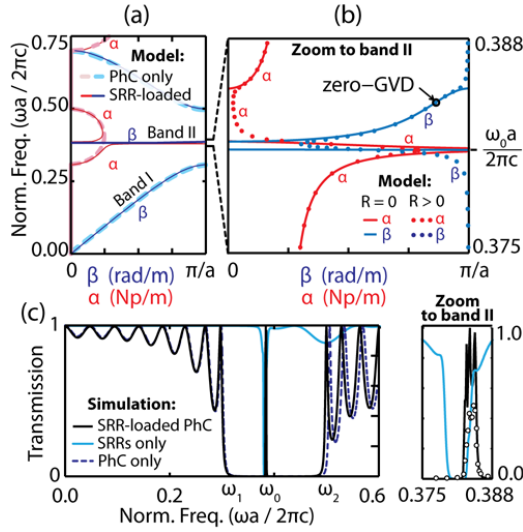 (a)
(b)
Norm. Freq. (ωa / 2πc)
0.75
0.50
0.25
0.00
α
Model:
PhC only
SRR-loaded
α
Band II
β
α
Band I
β
0
π/a
β (rad/m)
α (Np/m)
Zoom to band II
0.388
α
zero−GVD
β
α
ω₀a
2πc
α
β
Model:
R = 0 R > 0
α α
β β
0.375
0
π/a
β (rad/m)
α (Np/m)
(c)
Transmission
1
0
Simulation:
SRR-loaded PhC
SRRs only
PhC only
0.0 0.2 ω₁ ω₀ ω₂ 0.6
0.4
Norm. Freq. (ωa / 2πc)
Zoom
to band II
1.0
0.0
0.375 0.388